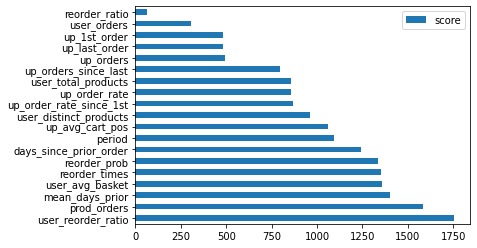 score
reorder_ratio
user_orders
up_1st_order
up_last_order
up_orders
up_orders_since_last
user_total_products
up_order_rate
up_order_rate_since_1st
user_distinct_products
up_avg_cart_pos
period
days_since_prior_order
reorder_prob
reorder_times
user_avg_basket
mean_days_prior
prod_orders
user_reorder_ratio
0 250 500 750 1000 1250 1500 1750